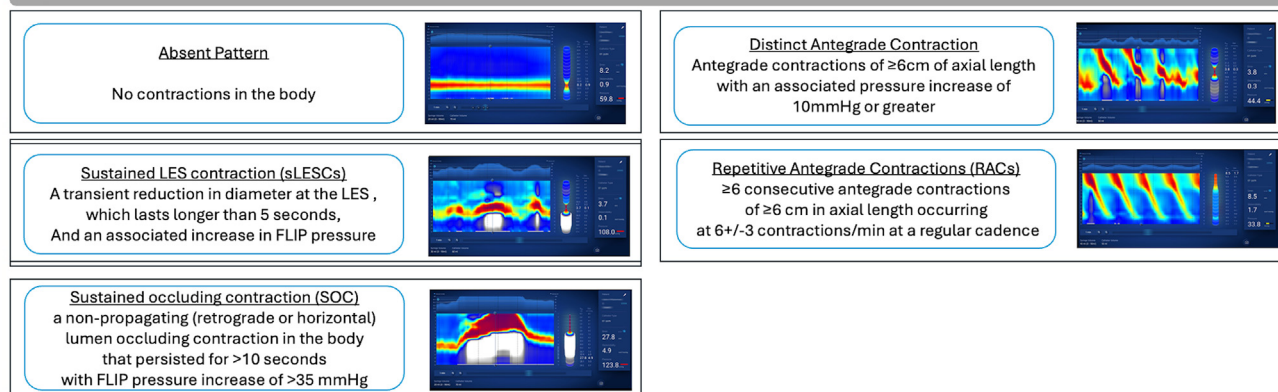 Absent Pattern
No contractions in the body
Distinct Antegrade Contraction
Antegrade contractions of ≥6cm of axial length
with an associated pressure increase of
10mmHg or greater
Sustained LES contraction (sLESCs)
A transient reduction in diameter at the LES ,
which lasts longer than 5 seconds,
And an associated increase in FLIP pressure
Repetitive Antegrade Contractions (RACs)
≥6 consecutive antegrade contractions
of ≥6 cm in axial length occurring
at 6+/-3 contractions/min at a regular cadence
Sustained occluding contraction (SOC)
a non-propagating (retrograde or horizontal)
lumen occluding contraction in the body
that persisted for >10 seconds
with FLIP pressure increase of >35 mmHg
8.2
0.9
59.8
3.8
0.3
44.4
3.7
0.1
108.0
8.5
1.7
33.8
27.8
4.9
123.8